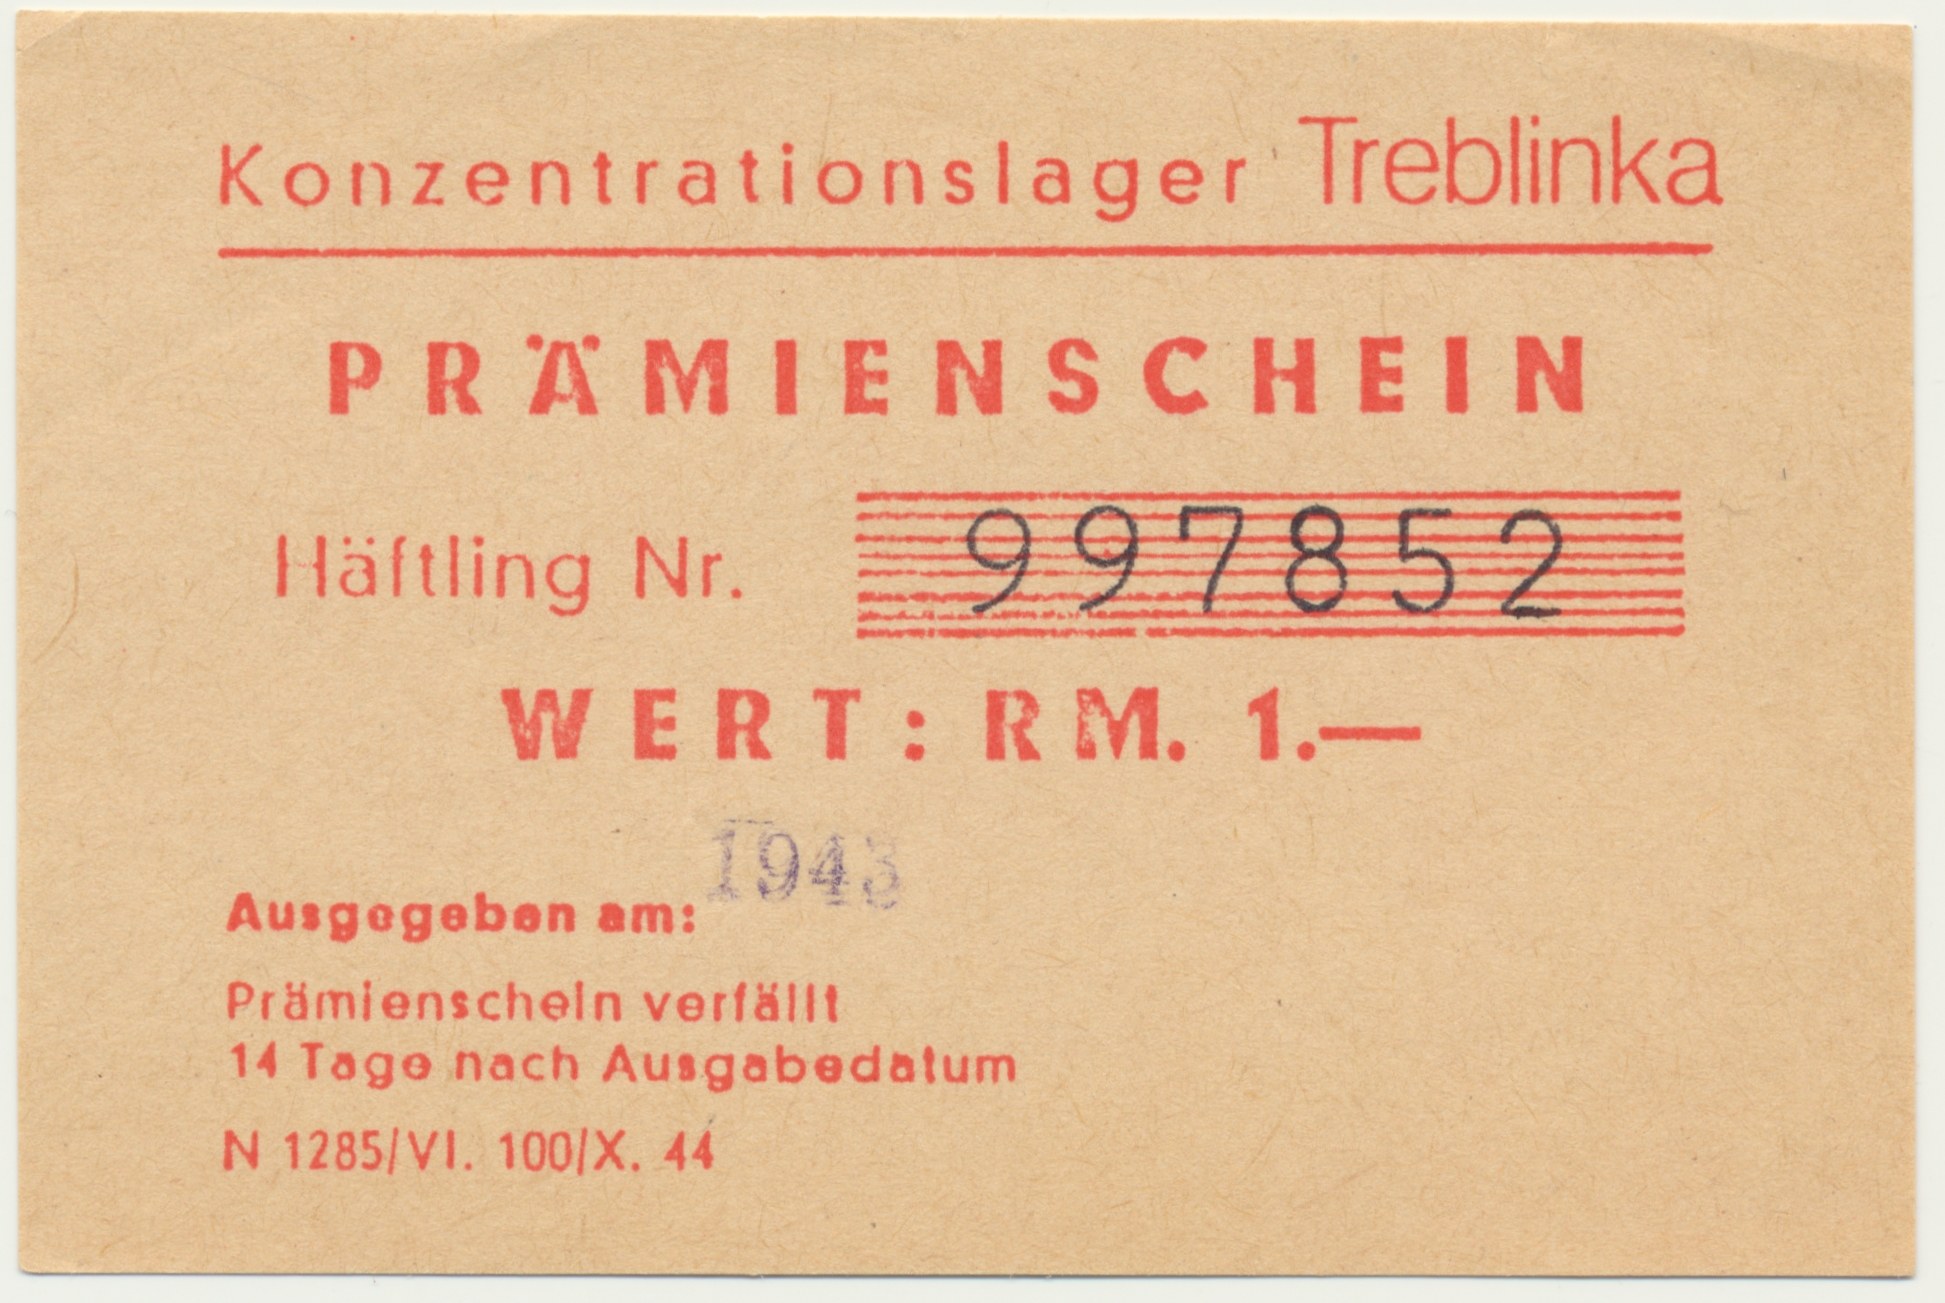 Konzentrationslager Treblinka
PRÄMIENSCHEIN
Häftling Nr. 997852
WERT: RM. 1.—
1943
Ausgegeben am:
Prämienschein verfällt
14 Tage nach Ausgabedatum
N 1285/VI. 100/X. 44